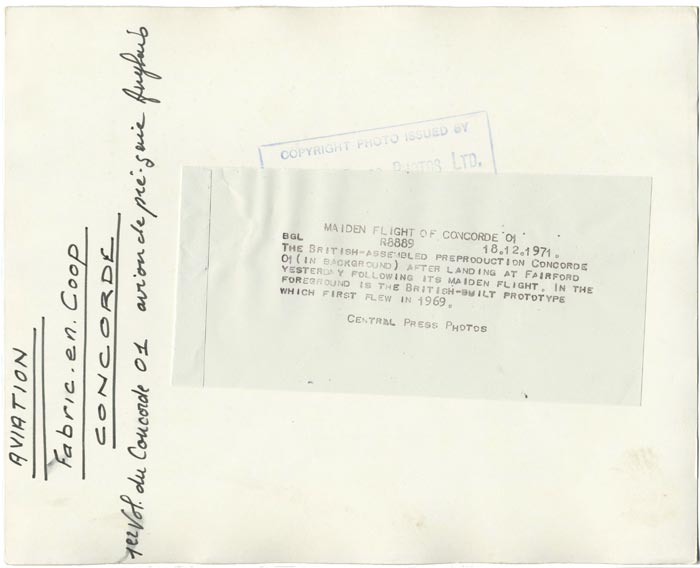 AVIATION
Fabric.en.Coop
CONCORDE
1er Vol. du Concorde 01 avion de pré-série Anglais
COPYRIGHT PHOTO ISSUED BY
PHOTOS LTD.
MAIDEN FLIGHT OF CONCORDE 01
BGL R8889 18.12.1971.
THE BRITISH-ASSEMBLED PREPRODUCTION CONCORDE
01(IN BACKGROUND) AFTER LANDING AT FAIRFORD
YESTERDAY FOLLOWING ITS MAIDEN FLIGHT. IN THE
FOREGROUND IS THE BRITISH-BUILT PROTOTYPE
WHICH FIRST FLEW IN 1969.
CENTRAL PRESS PHOTOS